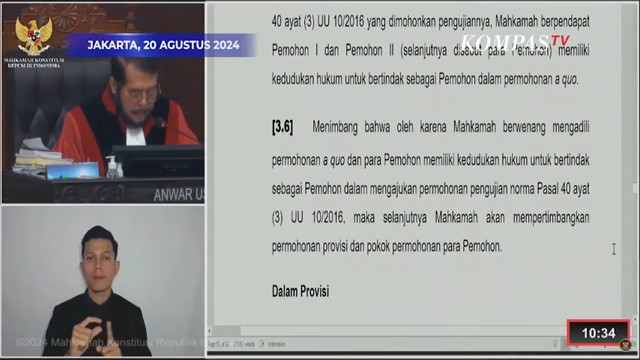 MAHKAMAH KONSTITUSI
REPUBLIK INDONESIA
JAKARTA, 20 AGUSTUS 2024
KOMPASTV
40 ayat (3) UU 10/2016 yang dimohonkan pengujiannya, Mahkamah berpendapat
Pemohon I dan Pemohon II (selanjutnya disebut para Pemohon) memiliki
kedudukan hukum untuk bertindak sebagai Pemohon dalam permohonan a quo.
[3.6] Menimbang bahwa oleh karena Mahkamah berwenang mengadili
permohonan a quo dan para Pemohon memiliki kedudukan hukum untuk bertindak
sebagai Pemohon dalam mengajukan permohonan pengujian norma Pasal 40 ayat
(3) UU 10/2016, maka selanjutnya Mahkamah akan mempertimbangkan
permohonan provisi dan pokok permohonan para Pemohon.
Dalam Provisi
ANWAR US
©2024 Mahkamah Konstitusi Republik I
words
Indonesian
10:34